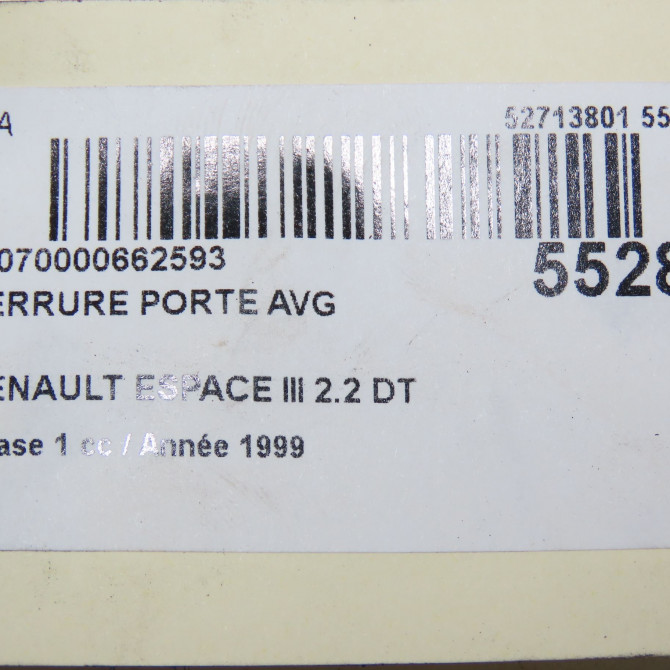 A 52713801 55
070000662593
5528
ERRURE PORTE AVG
ENAULT ESPACE III 2.2 DT
ase 1 cc / Année 1999